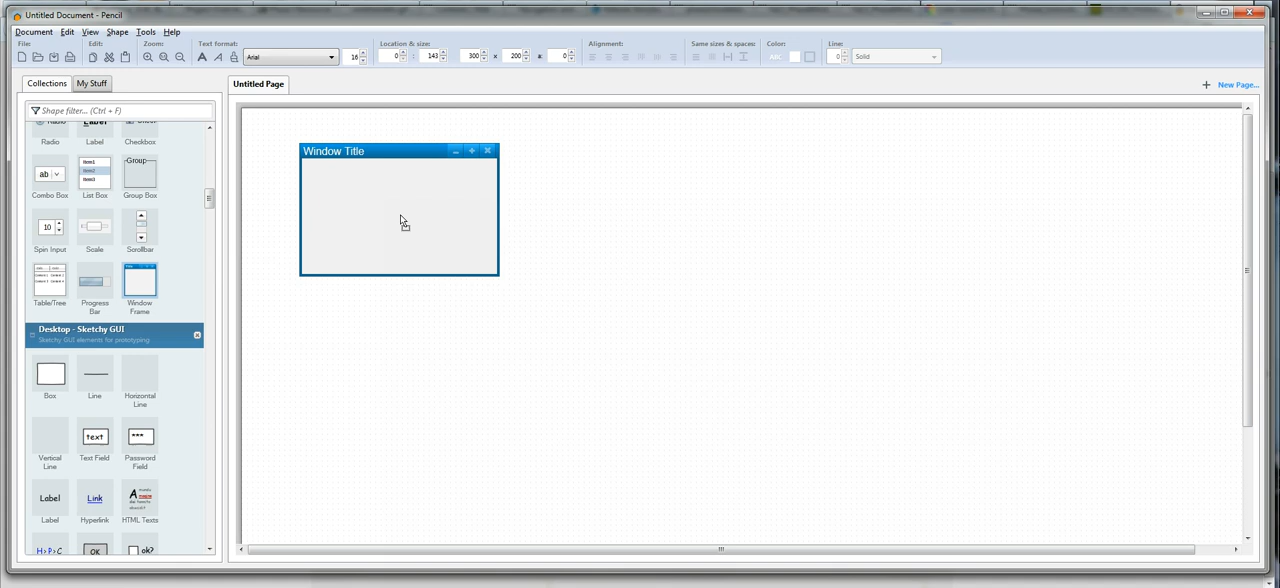 Untitled Document - Pencil
Document Edit View Shape Tools Help
File: Edit: Zoom: Text format: Location & size: Alignment: Same sizes & spaces: Color: Line:
Arial 16 0 : 143 300 x 200 0 ABC 0 Solid
Collections My Stuff Untitled Page New Page...
Shape filter... (Ctrl + F)
Radio Label Checkbox
Window Title
ab
Item1
Item2
Item3
Group
Combo Box List Box Group Box
10
Spin Input Scale Scrollbar
Title
Table/Tree Progress Bar Window Frame
Desktop - Sketchy GUI
Sketchy GUI elements for prototyping
Box Line Horizontal Line
text ***
Vertical Line Text Field Password Field
Label Link A
Label Hyperlink HTML Texts
H>P>C OK ok?